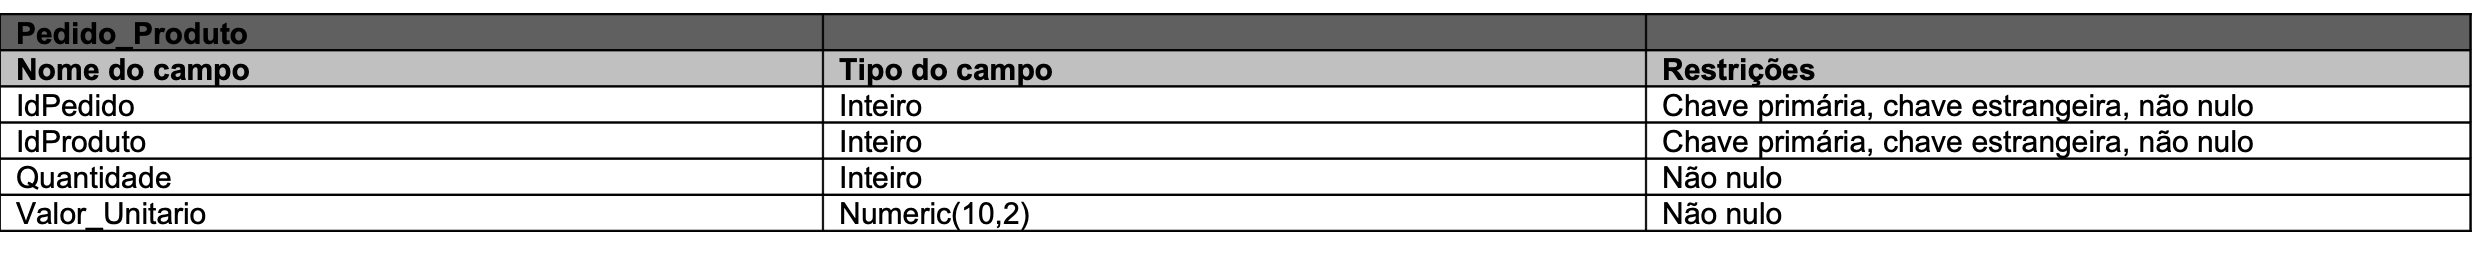 Pedido_Produto
Nome do campo Tipo do campo Restrições
IdPedido Inteiro Chave primária, chave estrangeira, não nulo
IdProduto Inteiro Chave primária, chave estrangeira, não nulo
Quantidade Inteiro Não nulo
Valor_Unitario Numeric(10,2) Não nulo